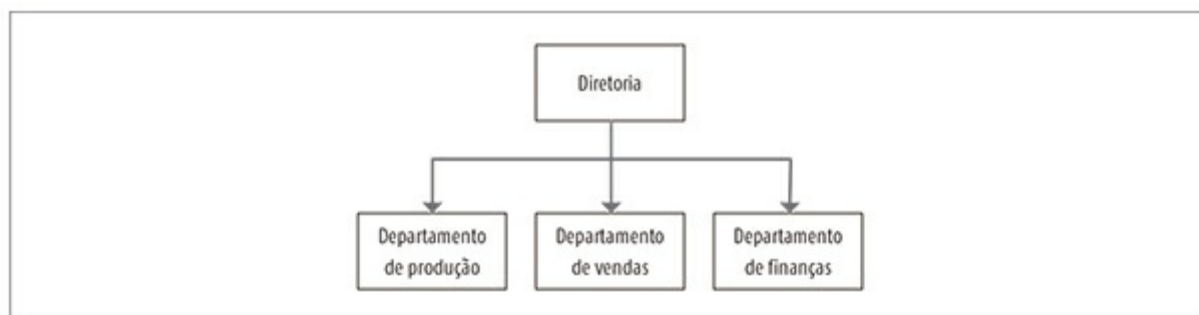 Diretoria
Departamento
de produção
Departamento
de vendas
Departamento
de finanças